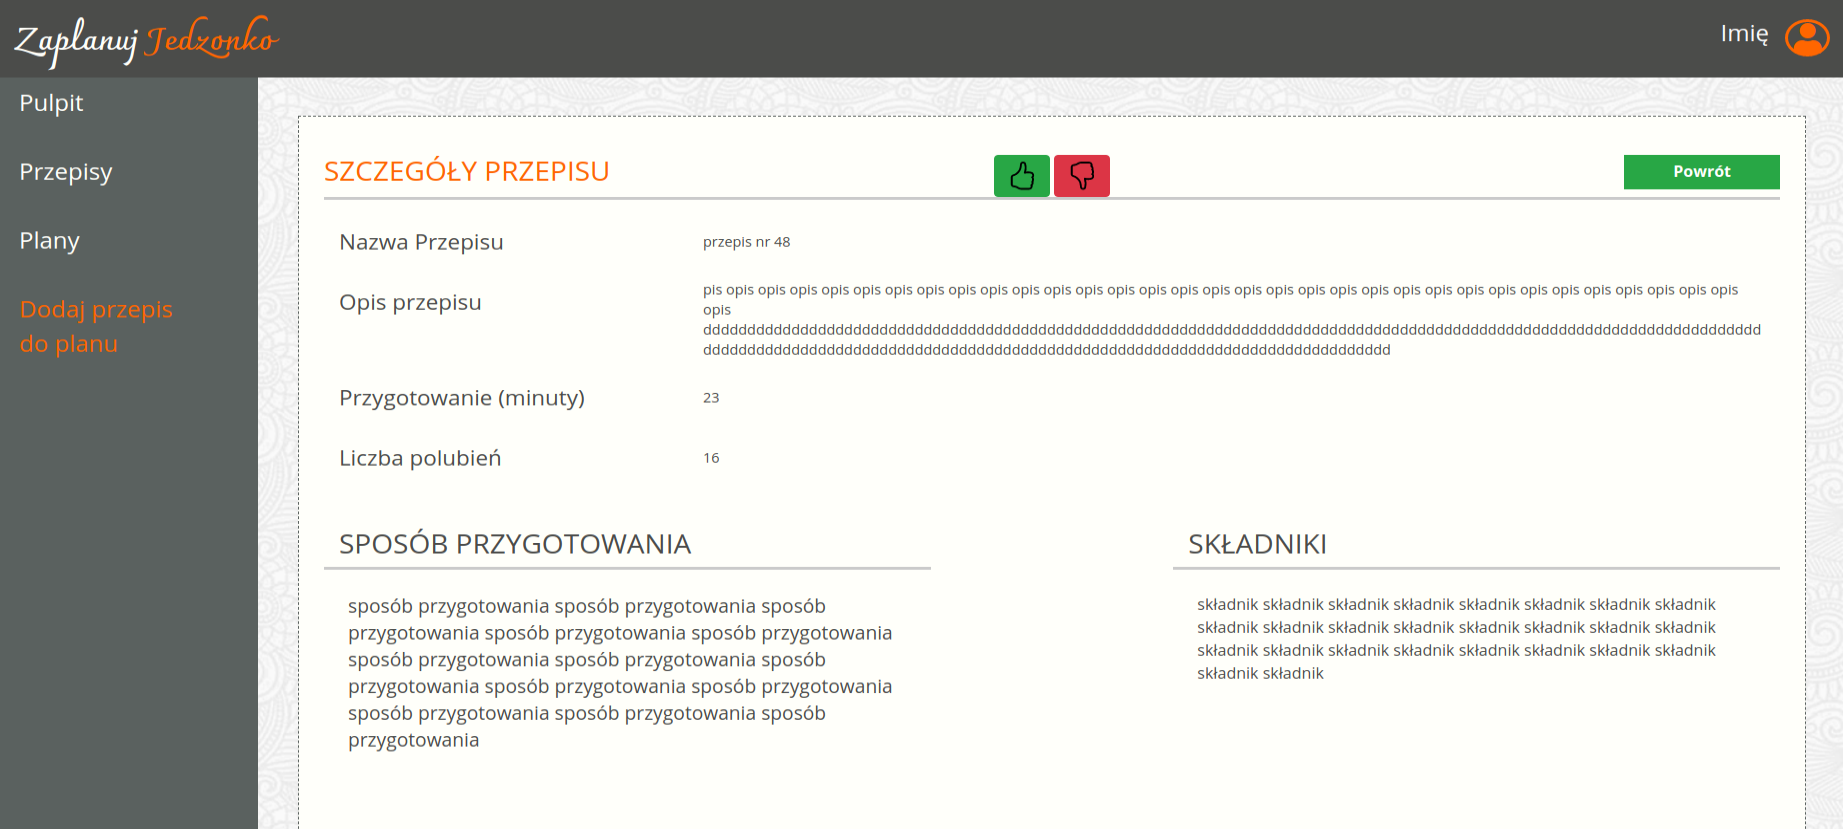 Zaplanuj Jedzonko
Imię
Pulpit
Przepisy
Plany
Dodaj przepis
do planu
SZCZEGÓŁY PRZEPISU
Powrót
Nazwa Przepisu
przepis nr 48
Opis przepisu
pis opis opis opis opis opis opis opis opis opis opis opis opis opis opis opis opis opis opis opis opis opis opis opis opis opis opis opis opis opis opis opis opis
opis
dddddddddddddddddddddddddddddddddddddddddddddddddddddddddddddddddddddddddddddddddddddddddddddddddddddddddddddddddddddddd
dddddddddddddddddddddddddddddddddddddddddddddddddddddddddddddddddddddddddddddd
Przygotowanie (minuty)
23
Liczba polubień
16
SPOSÓB PRZYGOTOWANIA
sposób przygotowania sposób przygotowania sposób
przygotowania sposób przygotowania sposób przygotowania
sposób przygotowania sposób przygotowania sposób
przygotowania sposób przygotowania sposób przygotowania
sposób przygotowania sposób przygotowania sposób
przygotowania
SKŁADNIKI
składnik składnik składnik składnik składnik składnik składnik składnik
składnik składnik składnik składnik składnik składnik składnik składnik
składnik składnik składnik składnik składnik składnik składnik składnik
składnik składnik